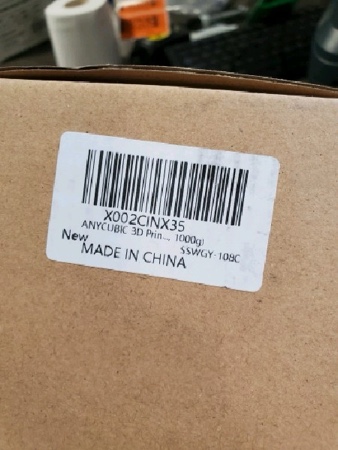 X002CINX35
ANYCUBIC 3D Prin..., 1000g)
New SSWGY-108C
MADE IN CHINA